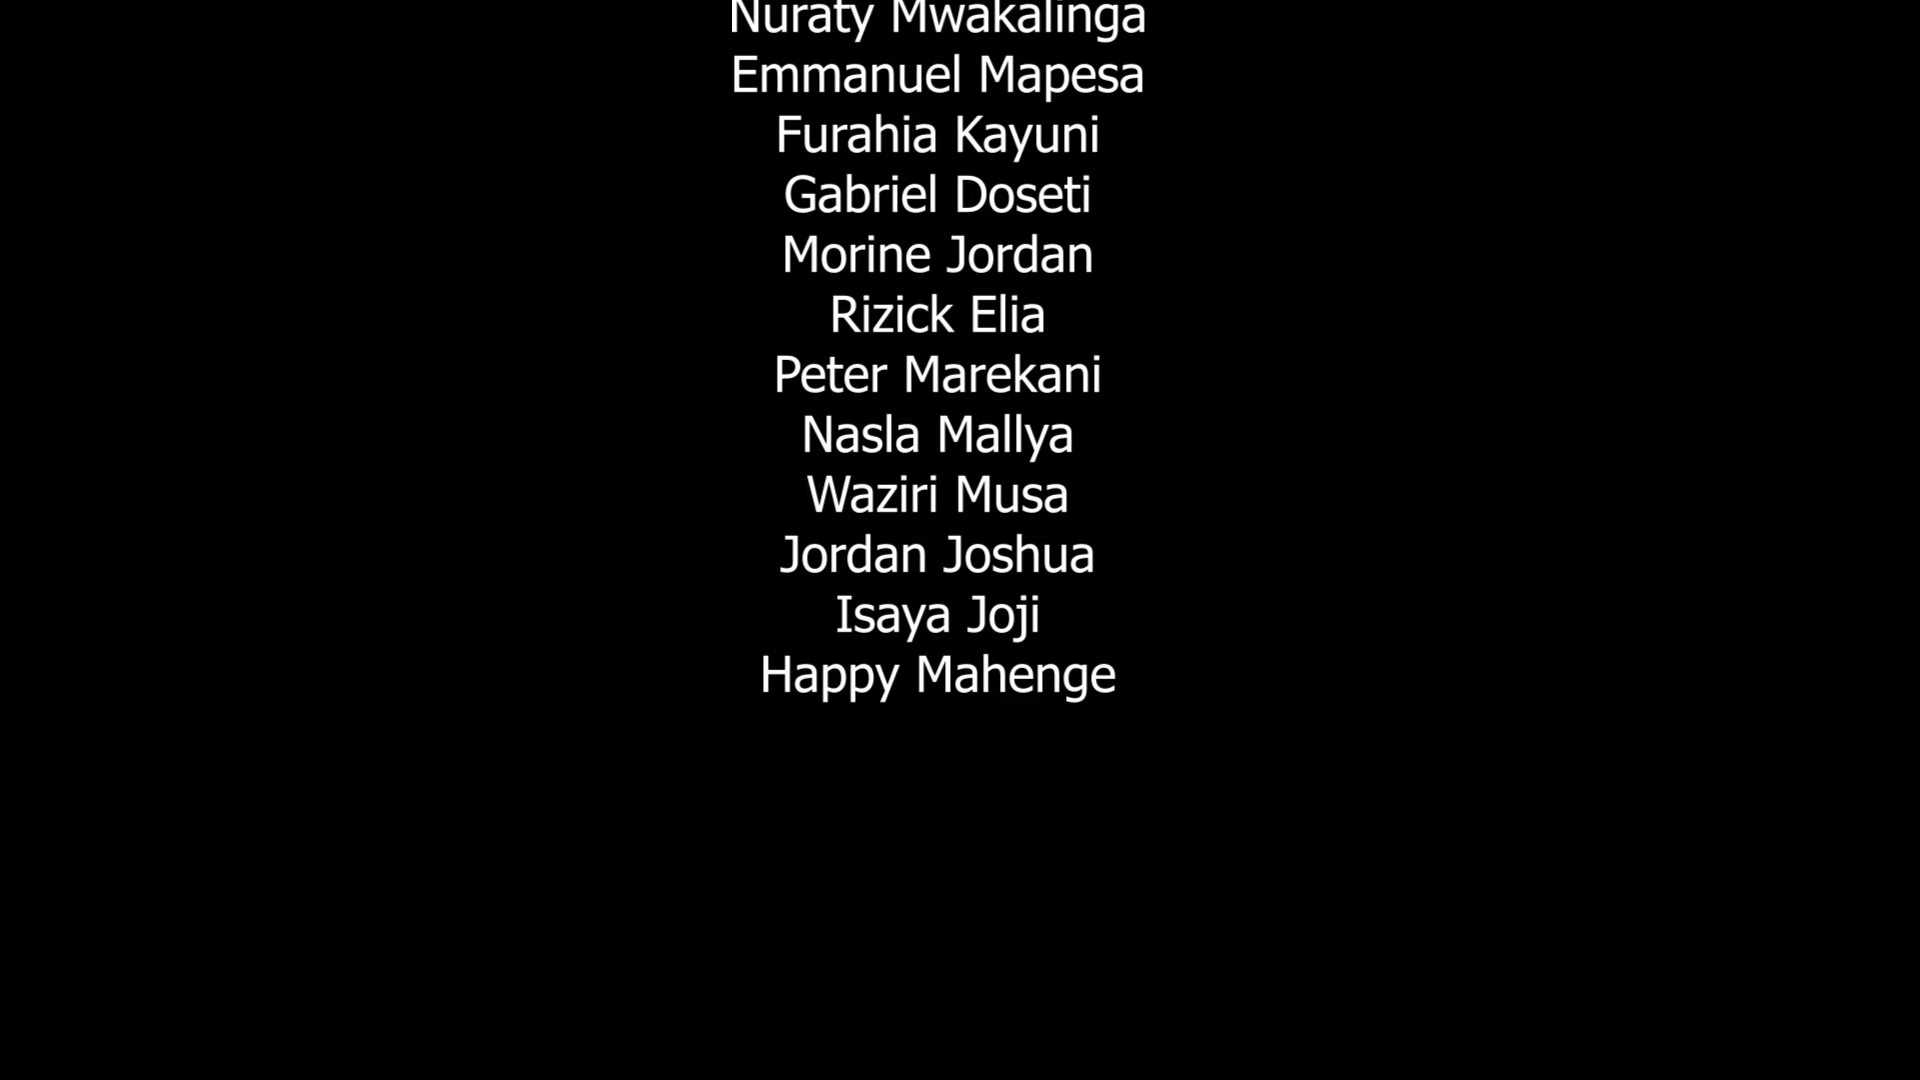 Nuraty Mwakalinga
Emmanuel Mapesa
Furahia Kayuni
Gabriel Doseti
Morine Jordan
Rizick Elia
Peter Marekani
Nasla Mallya
Waziri Musa
Jordan Joshua
Isaya Joji
Happy Mahenge